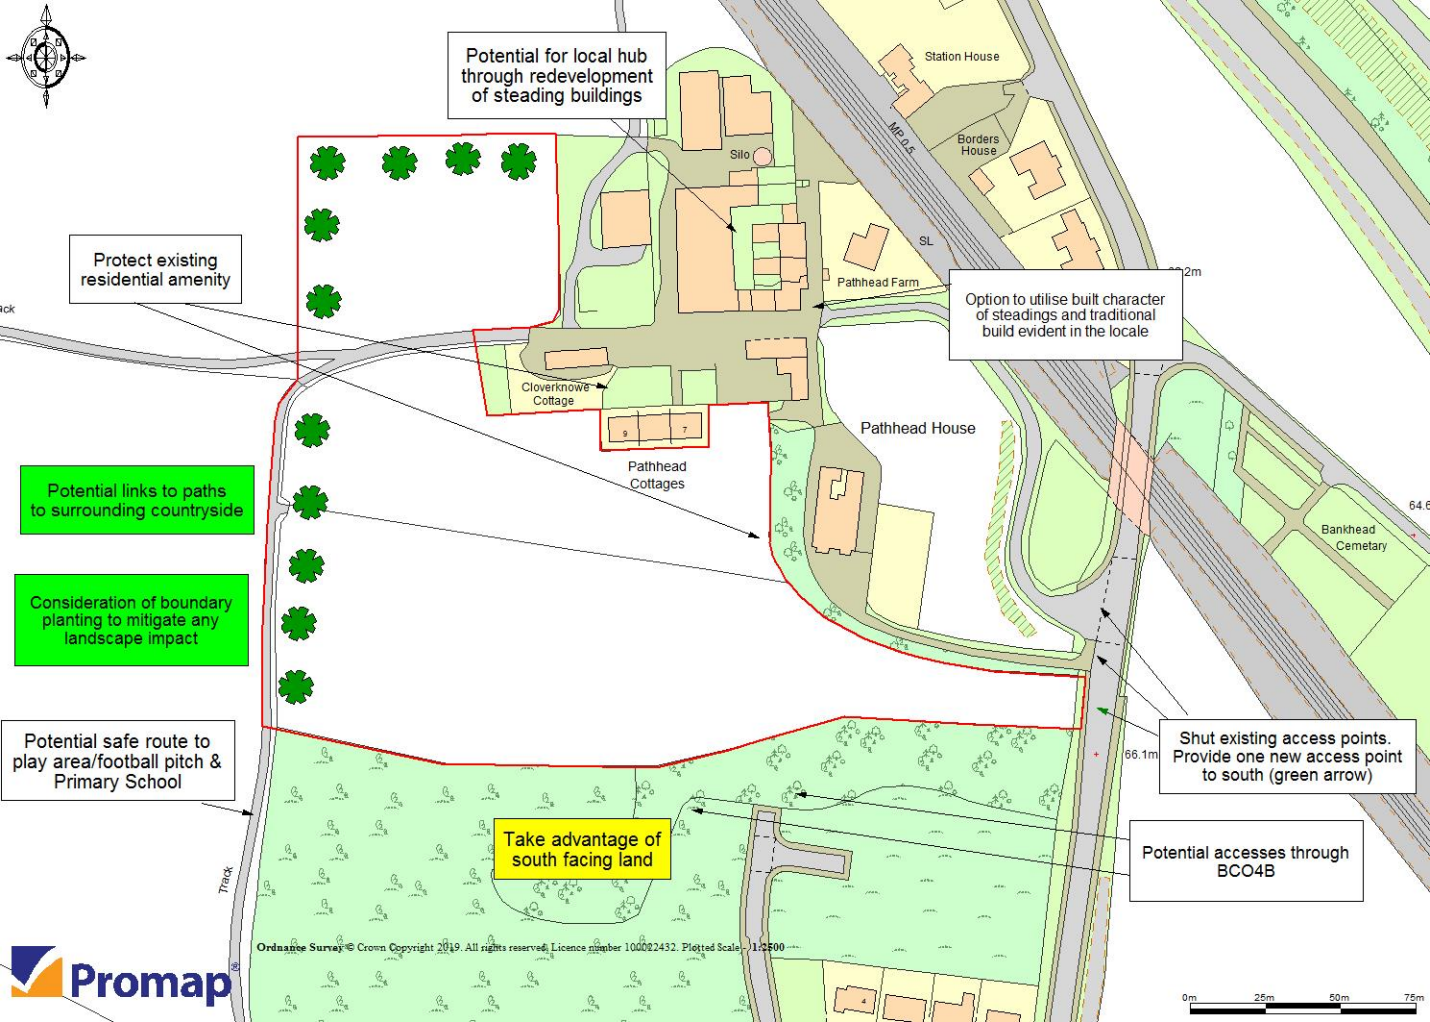 Potential for local hub
through redevelopment
of steading buildings
Station House
MP 0.5
Borders
House
Silo
SL
Protect existing
residential amenity
Pathhead Farm
Option to utilise built character
of steadings and traditional
build evident in the locale
Cloverknowe
Cottage
9
7
Pathhead
Cottages
Pathhead House
Potential links to paths
to surrounding countryside
Bankhead
Cemetary
Consideration of boundary
planting to mitigate any
landscape impact
Potential safe route to
play area/football pitch &
Primary School
Shut existing access points.
Provide one new access point
to south (green arrow)
66.1m
Take advantage of
south facing land
Potential accesses through
BCO4B
Track
Ordnance Survey © Crown Copyright 2019. All rights reserved. Licence number 100022432. Plotted Scale - 1:2500
Promap
4
0m 25m 50m 75m